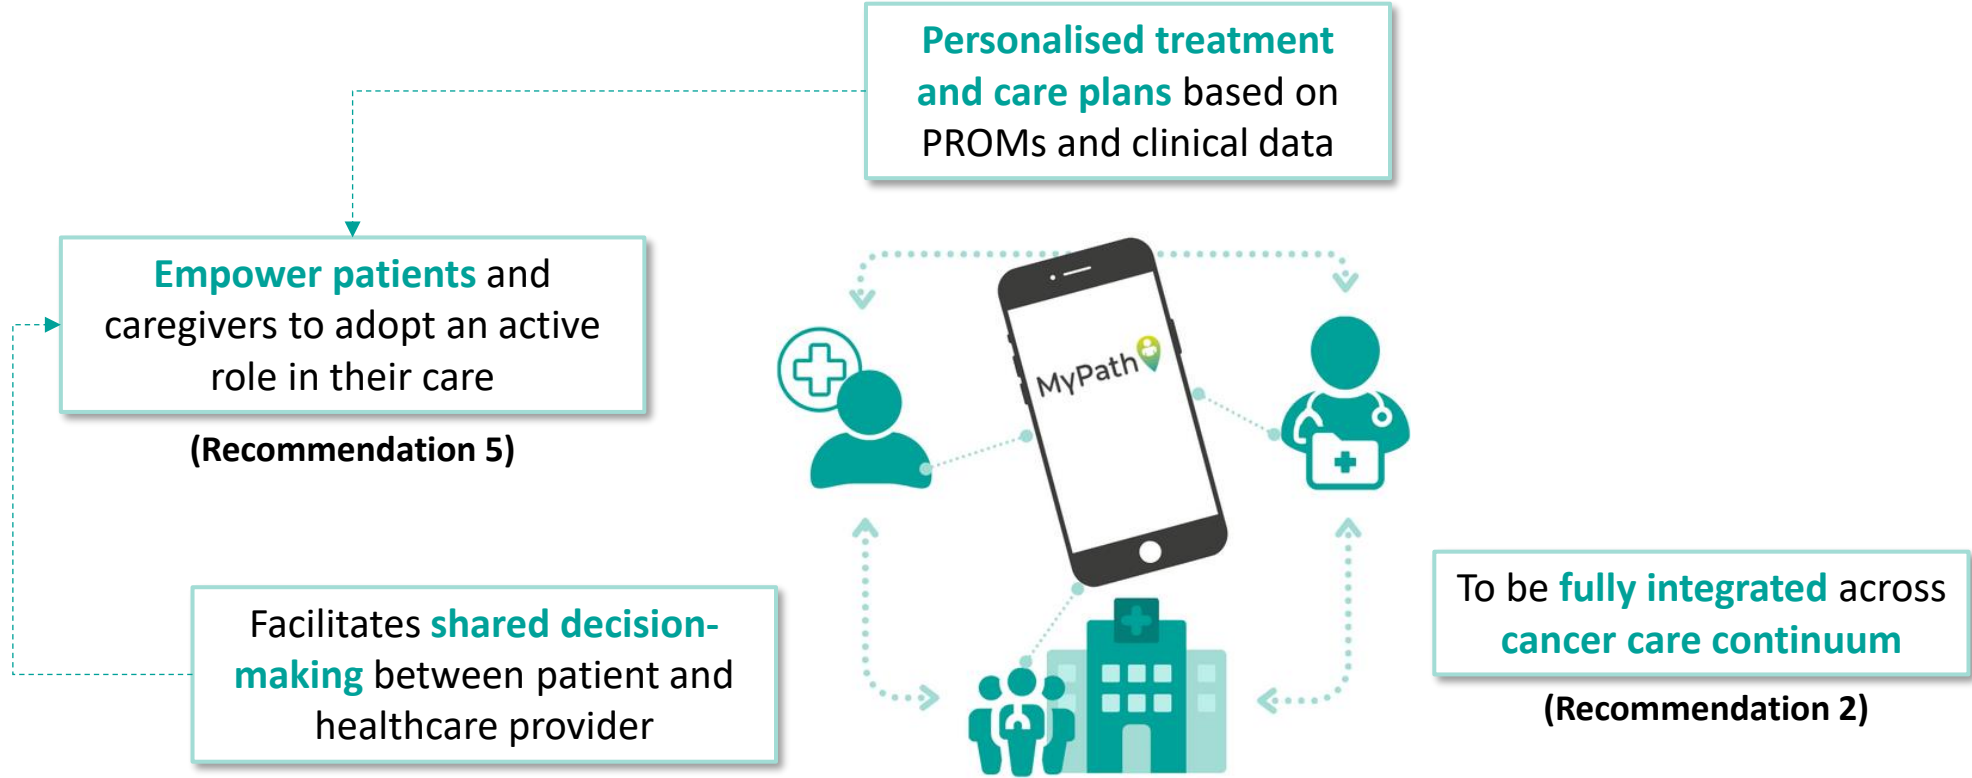 Personalised treatment
and care plans based on
PROMs and clinical data
Empower patients and
caregivers to adopt an active
role in their care
(Recommendation 5)
MyPath
Facilitates shared decision-
making between patient and
healthcare provider
To be fully integrated across
cancer care continuum
(Recommendation 2)